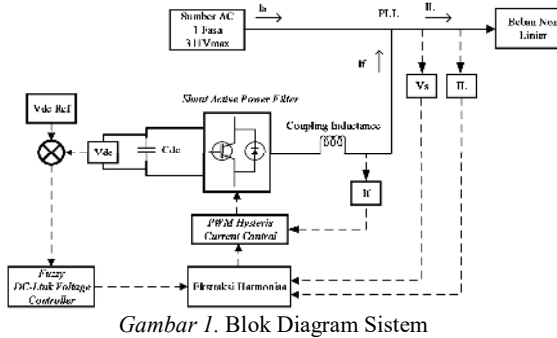 Sumber AC
1 Fasa
311Vmax
Is
PLL
IL
Beban Non
Linier
If
Vs
IL
Shunt Active Power Filter
Coupling Inductance
Vdc Ref
Vdc
Cdc
If
PWM Hysteris
Current Control
Fuzzy
DC-Link Voltage
Controller
Ekstraksi Harmonisa
Gambar 1. Blok Diagram Sistem